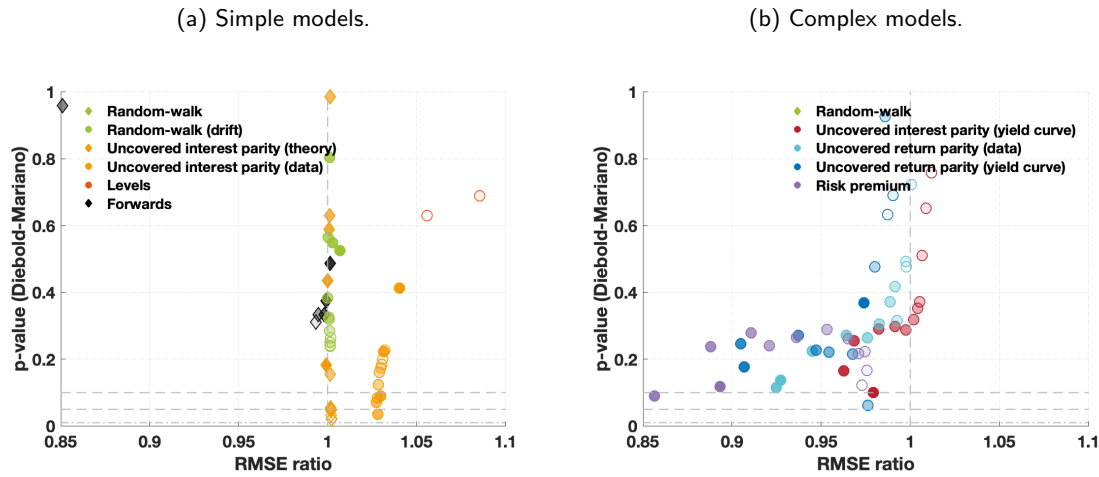 (a) Simple models.
(b) Complex models.
p-value (Diebold-Mariano)
1
0.8
0.6
0.4
0.2
0
Random-walk
Random-walk (drift)
Uncovered interest parity (theory)
Uncovered interest parity (data)
Levels
Forwards
0.85 0.9 0.95 1 1.05 1.1
RMSE ratio
p-value (Diebold-Mariano)
1
0.8
0.6
0.4
0.2
0
Random-walk
Uncovered interest parity (yield curve)
Uncovered return parity (data)
Uncovered return parity (yield curve)
Risk premium
0.85 0.9 0.95 1 1.05 1.1
RMSE ratio